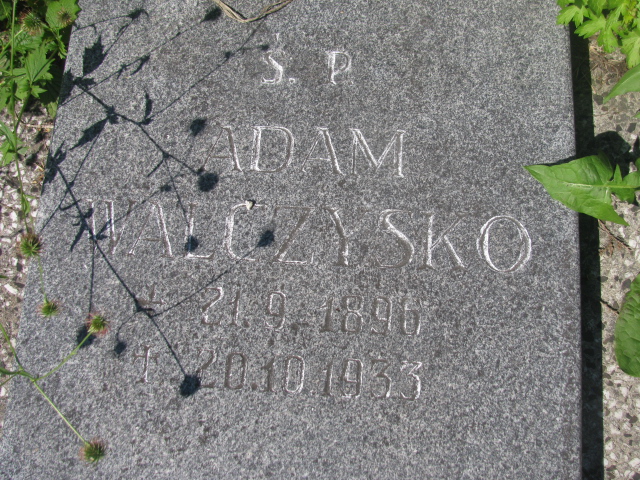 Ś. P
ADAM
WALCZYSKO
* 21.9.1896
† 20.10.1933